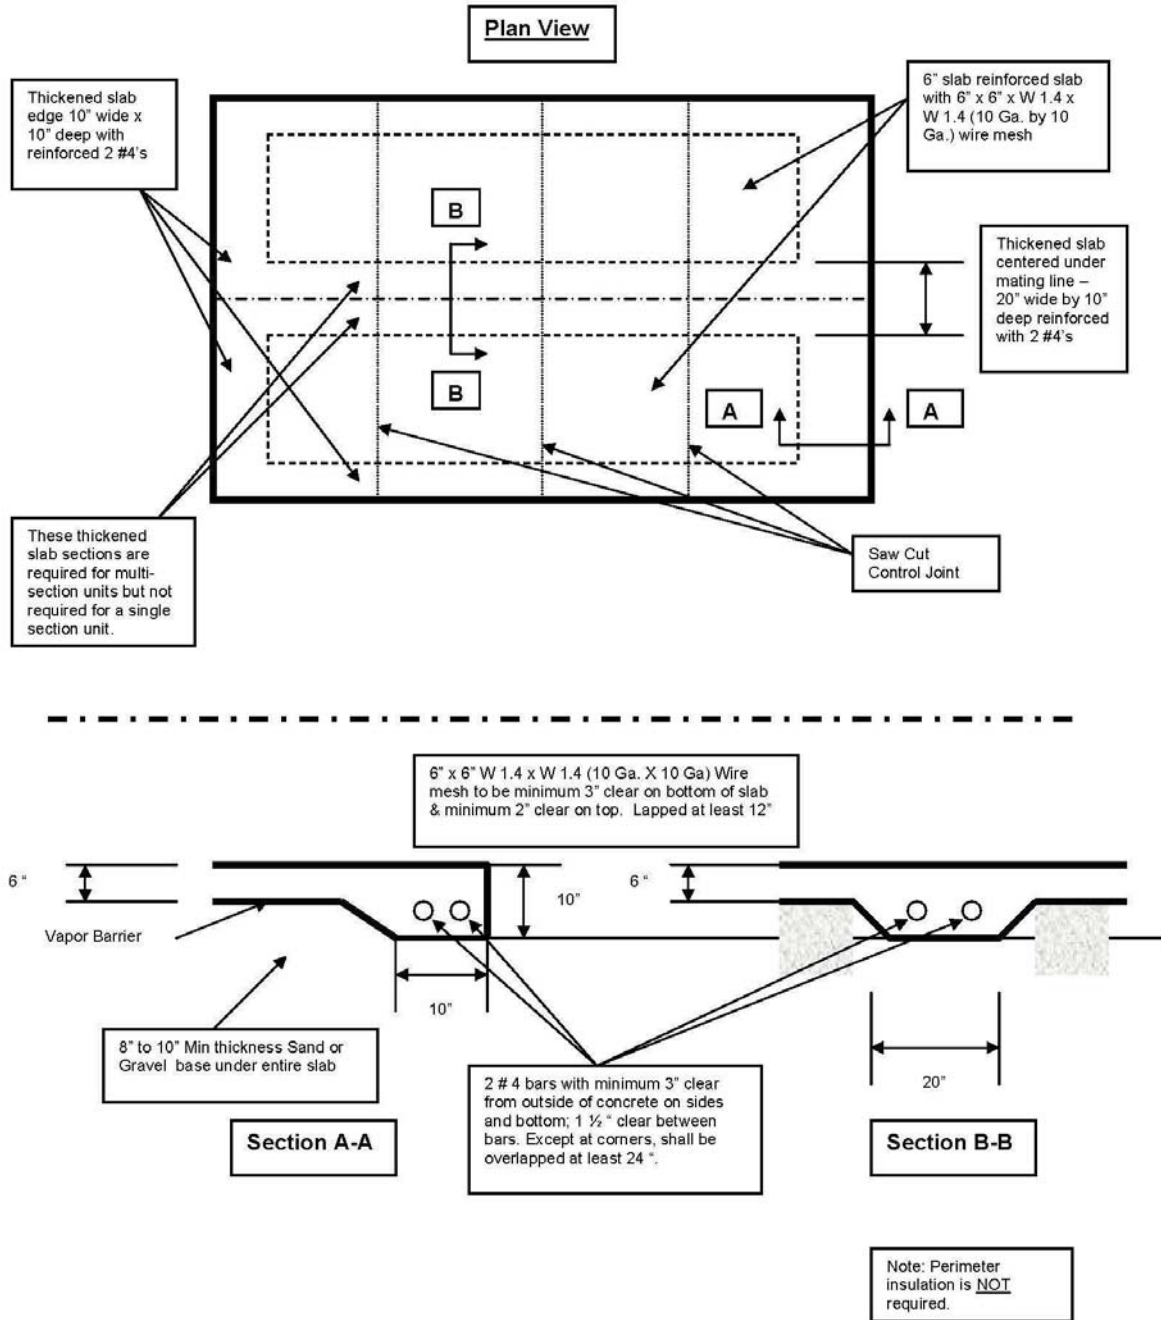 Plan View
Thickened slab
edge 10" wide x
10" deep with
reinforced 2 #4's
6" slab reinforced slab
with 6" x 6" x W 1.4 x
W 1.4 (10 Ga. by 10
Ga.) wire mesh
B
Thickened slab
centered under
mating line –
20" wide by 10"
deep reinforced
with 2 #4's
B
A
A
These thickened
slab sections are
required for multi-
section units but not
required for a single
section unit.
Saw Cut
Control Joint
6" x 6" W 1.4 x W 1.4 (10 Ga. X 10 Ga) Wire
mesh to be minimum 3" clear on bottom of slab
& minimum 2" clear on top. Lapped at least 12"
6 "
10"
6 "
Vapor Barrier
10"
8" to 10" Min thickness Sand or
Gravel base under entire slab
2 # 4 bars with minimum 3" clear
from outside of concrete on sides
and bottom; 1 ½ " clear between
bars. Except at corners, shall be
overlapped at least 24 ".
20"
Section A-A
Section B-B
Note: Perimeter
insulation is NOT
required.